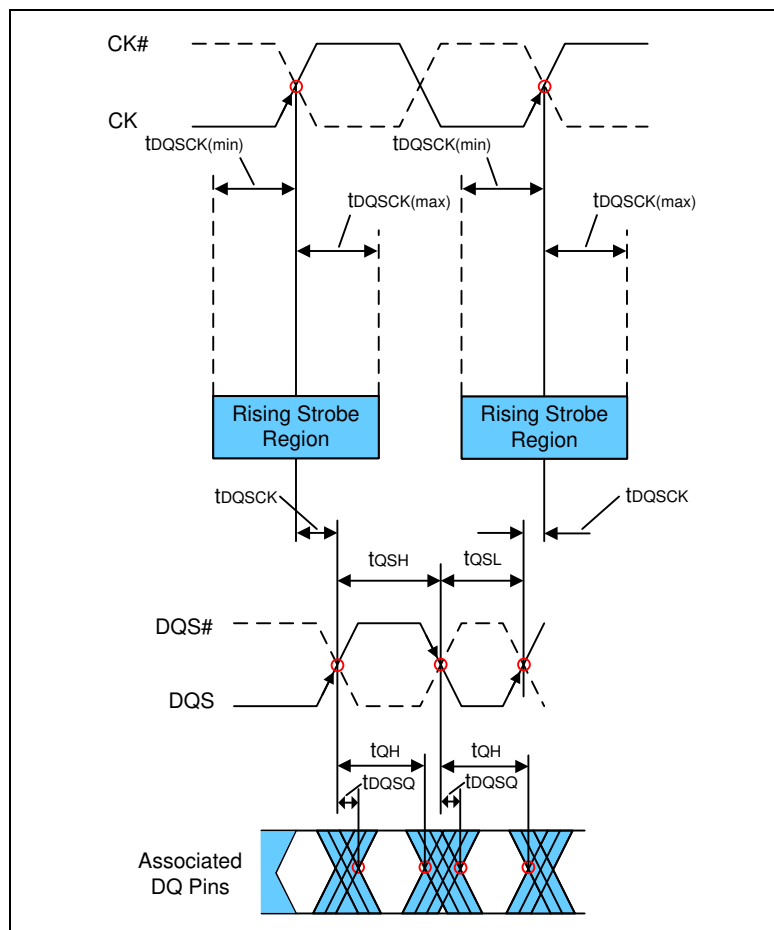 CK#
CK
tDQSCK(min)
tDQSCK(min)
tDQSCK(max)
tDQSCK(max)
Rising Strobe
Region
Rising Strobe
Region
tDQSCK
tDQSCK
tQSH
tQSL
DQS#
DQS
tQH
tQH
tDQSQ
tDQSQ
Associated
DQ Pins